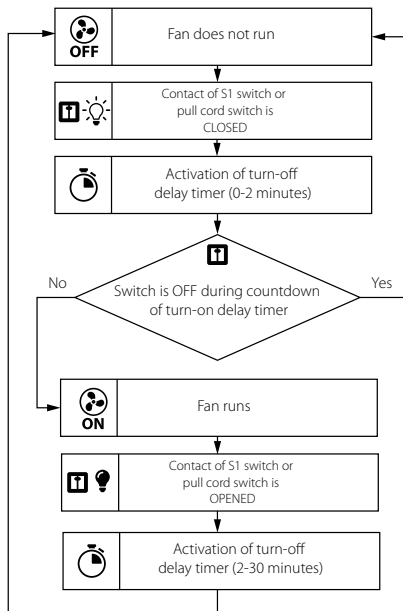 OFF
Fan does not run
Contact of S1 switch or
pull cord switch is
CLOSED
Activation of turn-off
delay timer (0-2 minutes)
No
Yes
Switch is OFF during countdown
of turn-on delay timer
ON
Fan runs
Contact of S1 switch or
pull cord switch is
OPENED
Activation of turn-off
delay timer (2-30 minutes)